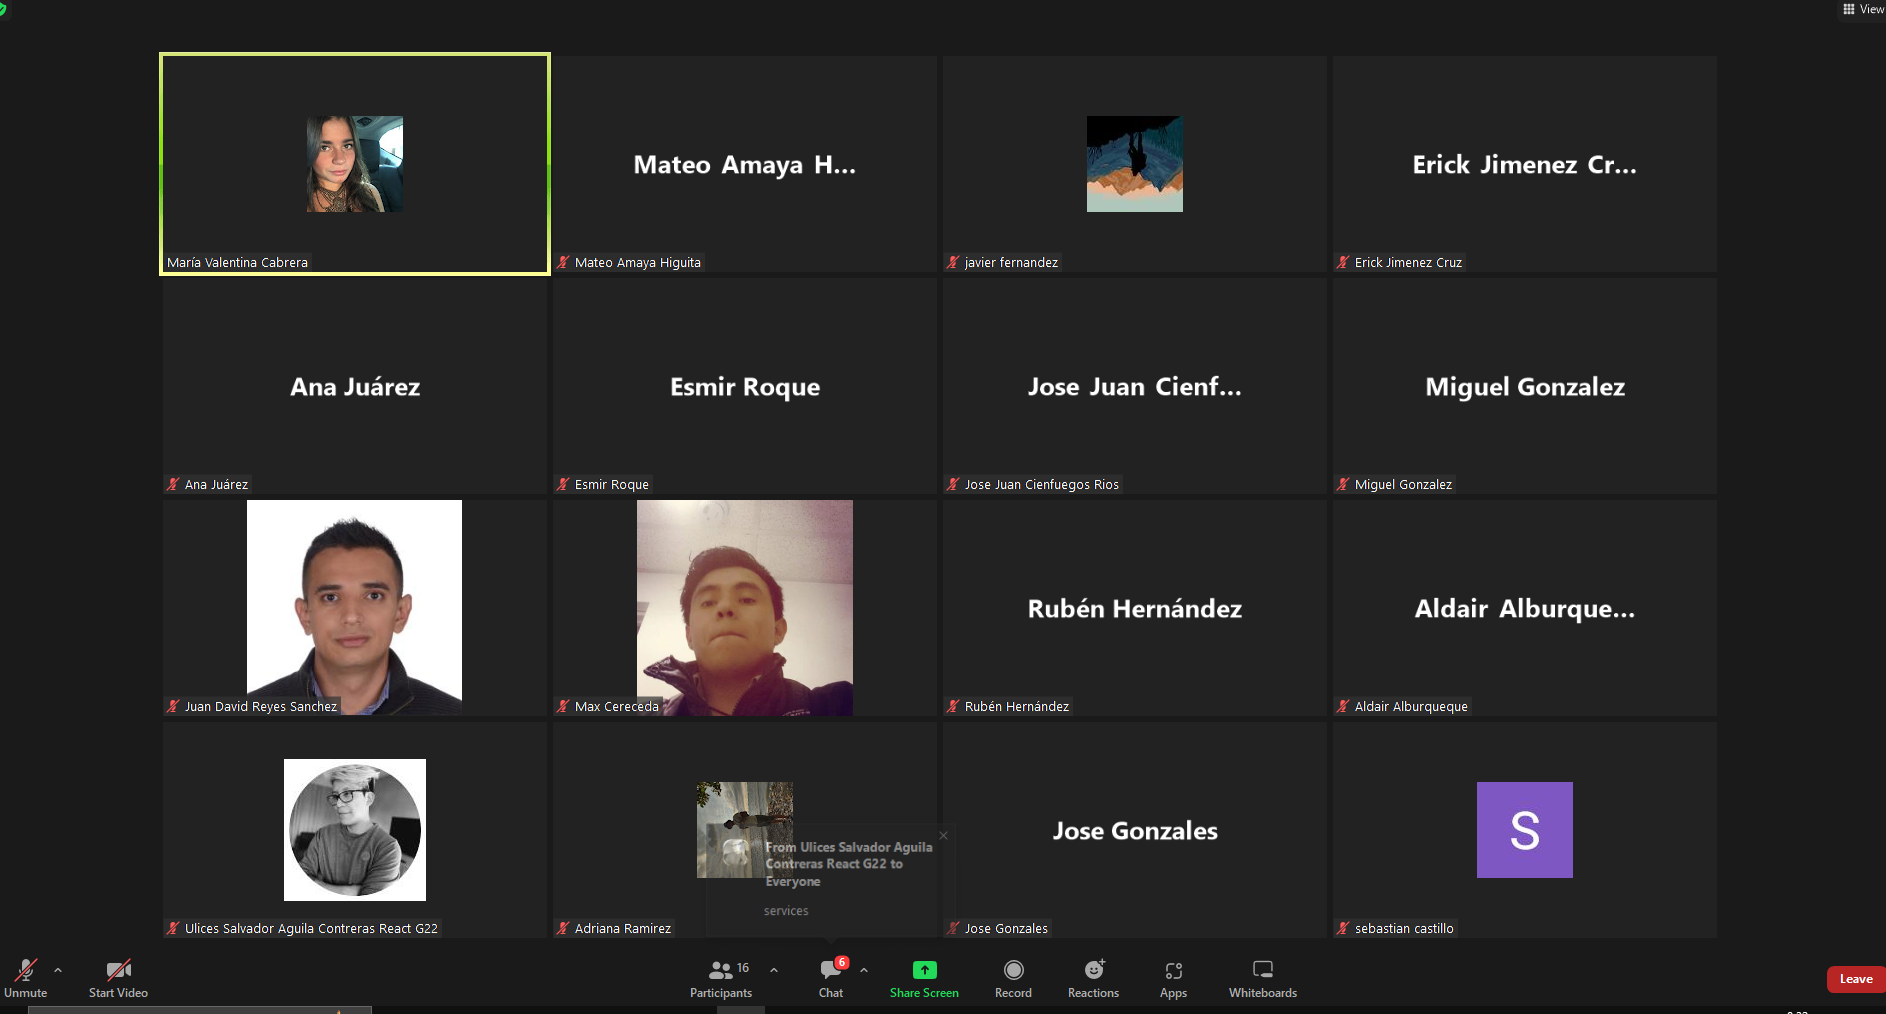 View
María Valentina Cabrera
Mateo Amaya H...
Mateo Amaya Higuita
javier fernandez
Erick Jimenez Cr...
Erick Jimenez Cruz
Ana Juárez
Ana Juárez
Esmir Roque
Esmir Roque
Jose Juan Cienf...
Jose Juan Cienfuegos Rios
Miguel Gonzalez
Miguel Gonzalez
Juan David Reyes Sanchez
Max Cereceda
Rubén Hernández
Rubén Hernández
Aldair Alburque...
Aldair Alburqueque
Ulices Salvador Aguila Contreras React G22
From Ulices Salvador Aguila
Contreras React G22 to
Everyone
services
Adriana Ramirez
Jose Gonzales
Jose Gonzales
S
sebastian castillo
Unmute
Start Video
16
Participants
6
Chat
Share Screen
Record
Reactions
Apps
Whiteboards
Leave